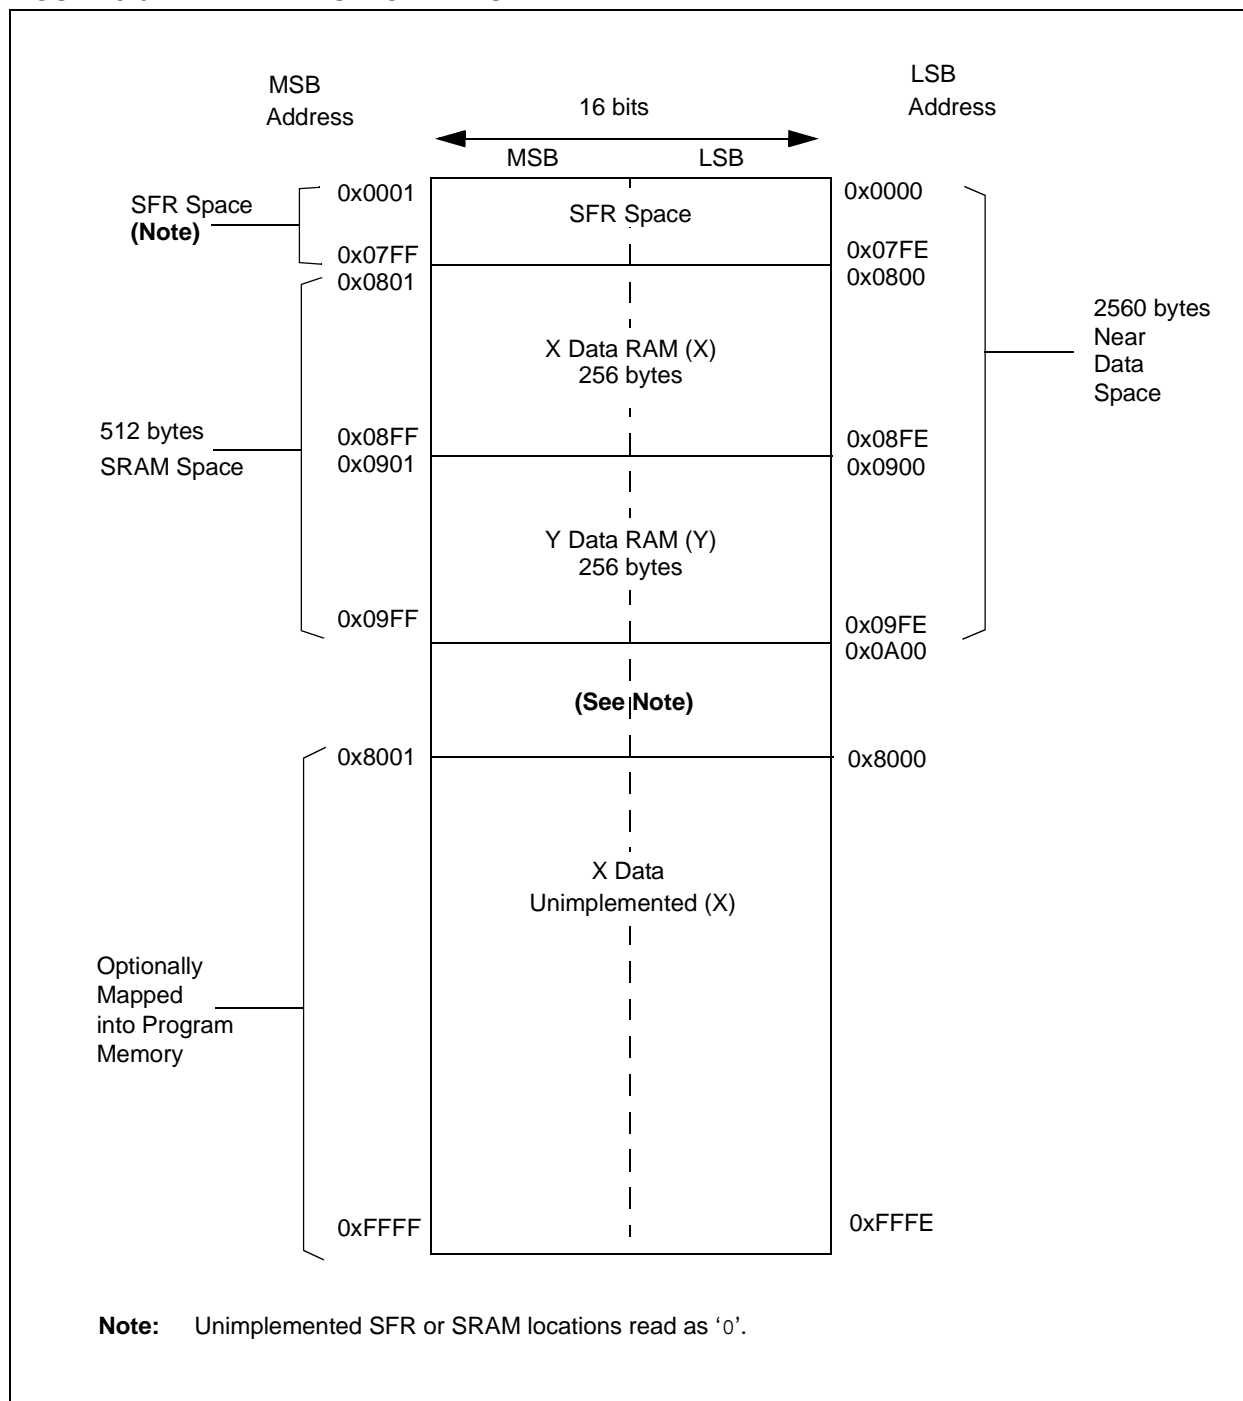 MSB
Address
LSB
Address
16 bits
MSB LSB
SFR Space
(Note)
0x0001
SFR Space
0x0000
0x07FF
0x0801
0x07FE
0x0800
X Data RAM (X)
256 bytes
2560 bytes
Near
Data
Space
512 bytes
SRAM Space
0x08FF
0x0901
0x08FE
0x0900
Y Data RAM (Y)
256 bytes
0x09FF
0x09FE
0x0A00
(See Note)
0x8001
0x8000
X Data
Unimplemented (X)
Optionally
Mapped
into Program
Memory
0xFFFF
0xFFFE
Note: Unimplemented SFR or SRAM locations read as ‘0’.